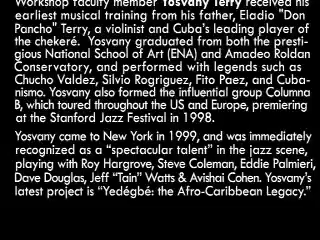 Workshop faculty member Yosvany Terry received his
earliest musical training from his father, Eladio "Don
Pancho" Terry, a violinist and Cuba's leading player of
the chekeré.  Yosvany graduated from both the presti-
gious National School of Art (ENA) and Amadeo Roldan
Conservatory, and performed with legends such as
Chucho Valdez, Silvio Rogriguez, Fito Paez, and Cuba-
nismo. Yosvany also formed the influential group Columna
B, which toured throughout the US and Europe, premiering
at the Stanford Jazz Festival in 1998.
Yosvany came to New York in 1999, and was immediately
recognized as a “spectacular talent” in the jazz scene,
playing with Roy Hargrove, Steve Coleman, Eddie Palmieri,
Dave Douglas, Jeff “Tain” Watts & Avishai Cohen. Yosvany's
latest project is “Yedégbé: the Afro-Caribbean Legacy.”